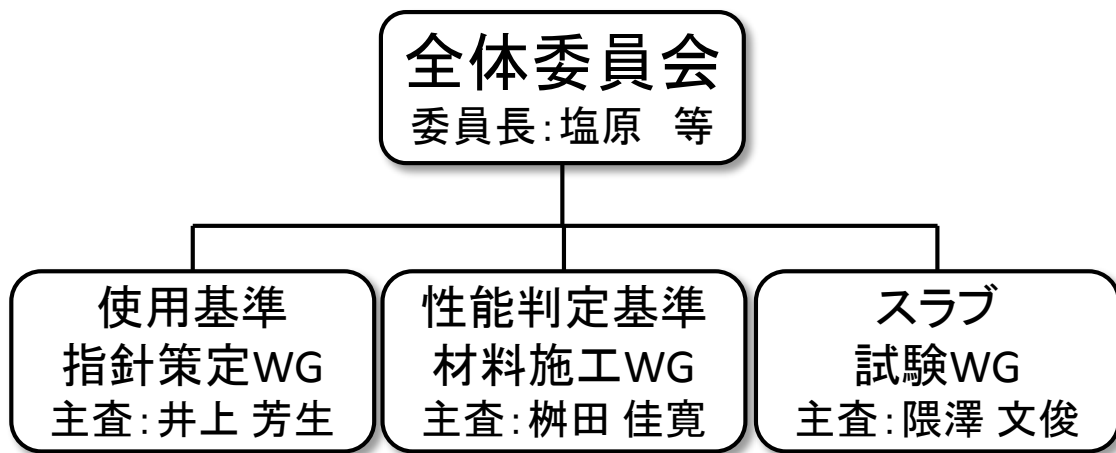 全体委員会
委員長：塩原　等
使用基準
指針策定WG
主査：井上 芳生
性能判定基準
材料施工WG
主査：桝田 佳寛
スラブ
試験WG
主査：隈澤 文俊